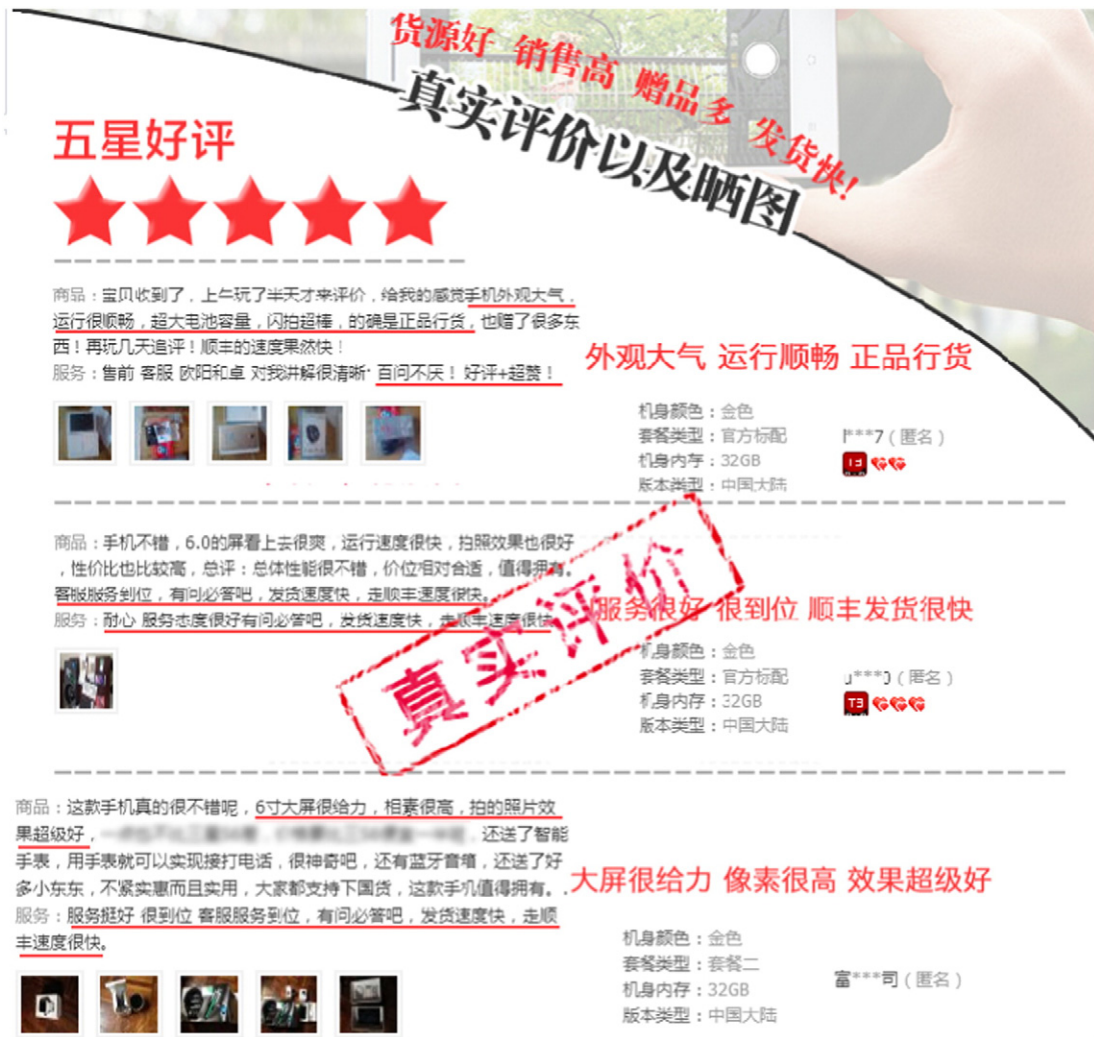 货源好 销售高 赠品多 发货快!
真实评价以及晒图
五星好评
商品：宝贝收到了，上午玩了半天才来评价，给我的感觉手机外观大气，
运行很顺畅，超大电池容量，闪拍超棒，的确是正品行货，也赠了很多东
西！再玩几天追评！顺丰的速度果然快！
服务：售前 客服 欧阳和卓 对我讲解很清晰 百问不厌！ 好评+超赞！
外观大气 运行顺畅 正品行货
机身颜色：金色
套餐类型：官方标配
机身内存：32GB
版本类型：中国大陆
l***7（匿名）
T3
商品：手机不错，6.0的屏看上去很爽，运行速度很快，拍照效果也很好
，性价比也比较高，总评：总体性能很不错，价位相对合适，值得拥有。
客服服务到位，有问必答吧，发货速度快，走顺丰速度很快。
服务：耐心 服务态度很好有问必答吧，发货速度快，走顺丰速度很快
真实评价
服务很好 很到位 顺丰发货很快
机身颜色：金色
套餐类型：官方标配
机身内存：32GB
版本类型：中国大陆
u***0（匿名）
T3
商品：这款手机真的很不错呢，6寸大屏很给力，相素很高，拍的照片效
果超级好，还送了智能
手表，用手表就可以实现接打电话，很神奇吧，还有蓝牙音箱，还送了好
多小东东，不紧实惠而且实用，大家都支持下国货，这款手机值得拥有。.
服务：服务挺好 很到位 客服服务到位，有问必答吧，发货速度快，走顺
丰速度很快。
大屏很给力 像素很高 效果超级好
机身颜色：金色
套餐类型：套餐二
机身内存：32GB
版本类型：中国大陆
富***司（匿名）